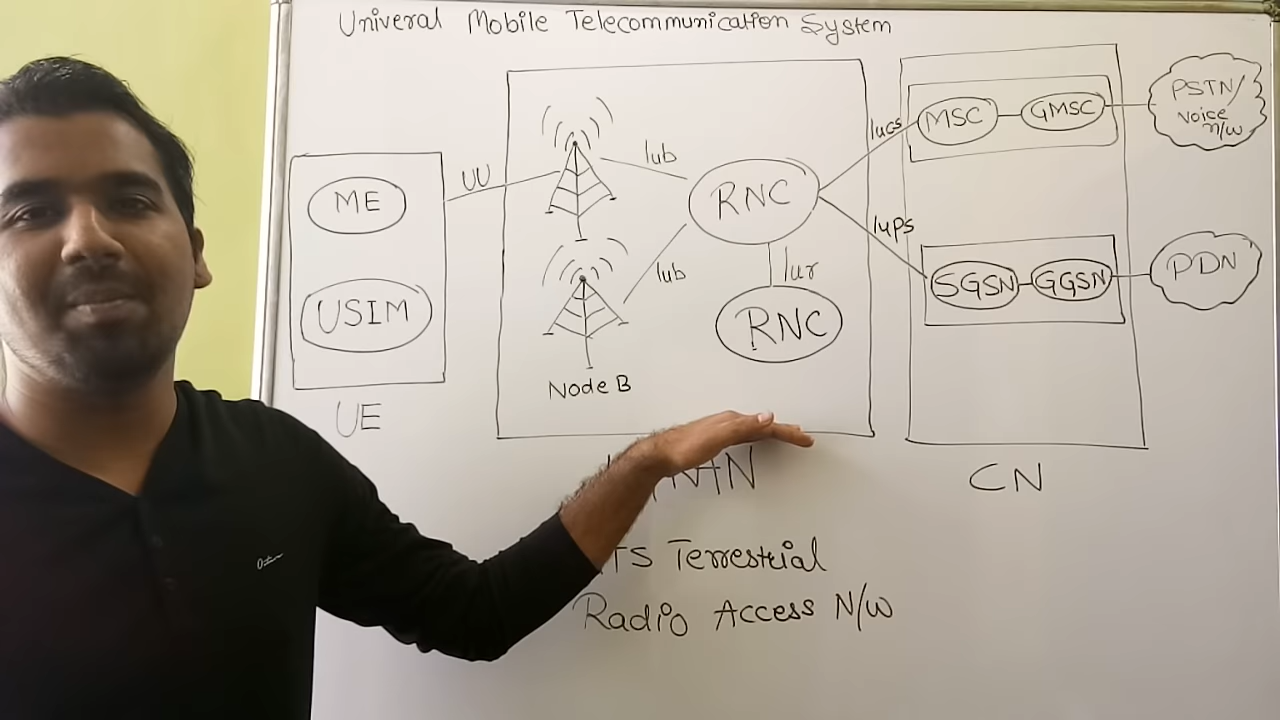 Univeral Mobile Telecommunication System
ME
USIM
UE
UU
Iub
Iub
Node B
RNC
Iur
RNC
Iucs
Iups
MSC
GMSC
SGSN
GGSN
CN
PSTN/
Voice
N/W
PDN
Terrestrial
Radio Access N/W